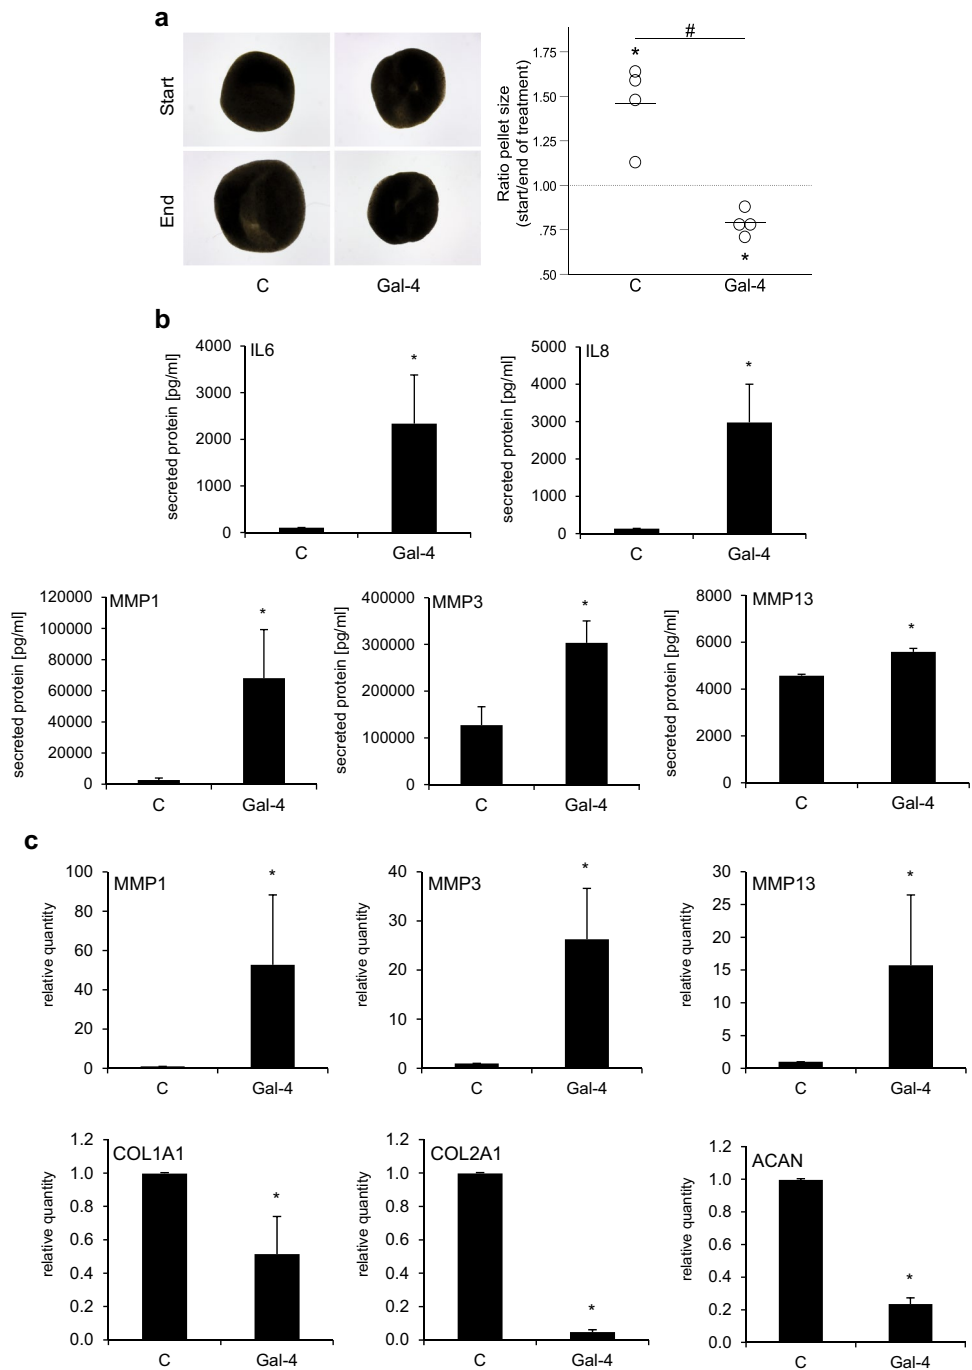 a
Start
End
C
Gal-4
Ratio pellet size
(start/end of treatment)
1.75
1.50
1.25
1.00
0.75
.50
#
*
*
C
Gal-4
b
IL6
secreted protein [pg/ml]
4000
3000
2000
1000
0
*
C
Gal-4
IL8
secreted protein [pg/ml]
5000
4000
3000
2000
1000
0
*
C
Gal-4
MMP1
secreted protein [pg/ml]
120000
100000
80000
60000
40000
20000
0
*
C
Gal-4
MMP3
secreted protein [pg/ml]
400000
300000
200000
100000
0
*
C
Gal-4
MMP13
secreted protein [pg/ml]
8000
6000
4000
2000
0
*
C
Gal-4
c
MMP1
relative quantity
100
80
60
40
20
0
*
C
Gal-4
MMP3
relative quantity
40
30
20
10
0
*
C
Gal-4
MMP13
relative quantity
30
25
20
15
10
5
0
*
C
Gal-4
COL1A1
relative quantity
1.2
1.0
0.8
0.6
0.4
0.2
0.0
*
C
Gal-4
COL2A1
relative quantity
1.2
1.0
0.8
0.6
0.4
0.2
0.0
*
C
Gal-4
ACAN
relative quantity
1.2
1.0
0.8
0.6
0.4
0.2
0.0
*
C
Gal-4